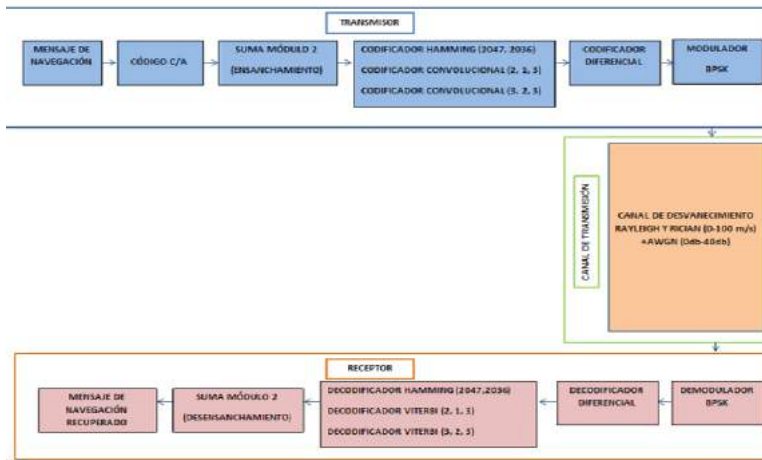 TRANSMISOR
MENSAJE DE
NAVEGACIÓN
CÓDIGO C/A
SUMA MÓDULO 2
(ENSANCHAMIENTO)
CODIFICADOR HAMMING (2047, 2036)
CODIFICADOR CONVOLUCIONAL (2, 1, 3)
CODIFICADOR CONVOLUCIONAL (3, 2, 3)
CODIFICADOR
DIFERENCIAL
MODULADOR
BPSK
CANAL DE TRANSMISIÓN
CANAL DE DESVANECIMIENTO
RAYLEIGH Y RICIAN (0-100 m/s)
+AWGN (0db-40db)
RECEPTOR
MENSAJE DE
NAVEGACIÓN
RECUPERADO
SUMA MÓDULO 2
(DESENSANCHAMIENTO)
DECODIFICADOR HAMMING (2047,2036)
DECODIFICADOR VITERBI (2, 1, 3)
DECODIFICADOR VITERBI (3, 2, 3)
DECODIFICADOR
DIFERENCIAL
DEMODULADOR
BPSK